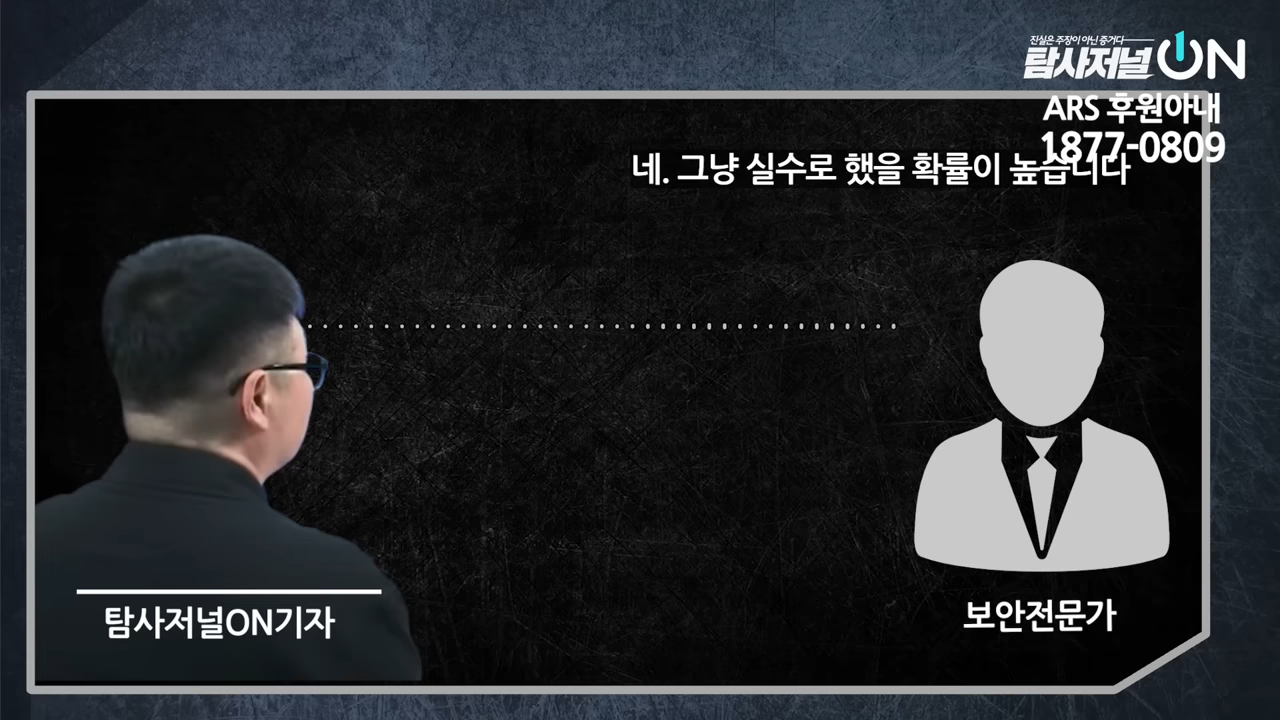 진실은 주장이 아닌 증거다
탐사저널ON
ARS 후원아내
1877-0809
네. 그냥 실수로 했을 확률이 높습니다
탐사저널ON기자
보안전문가